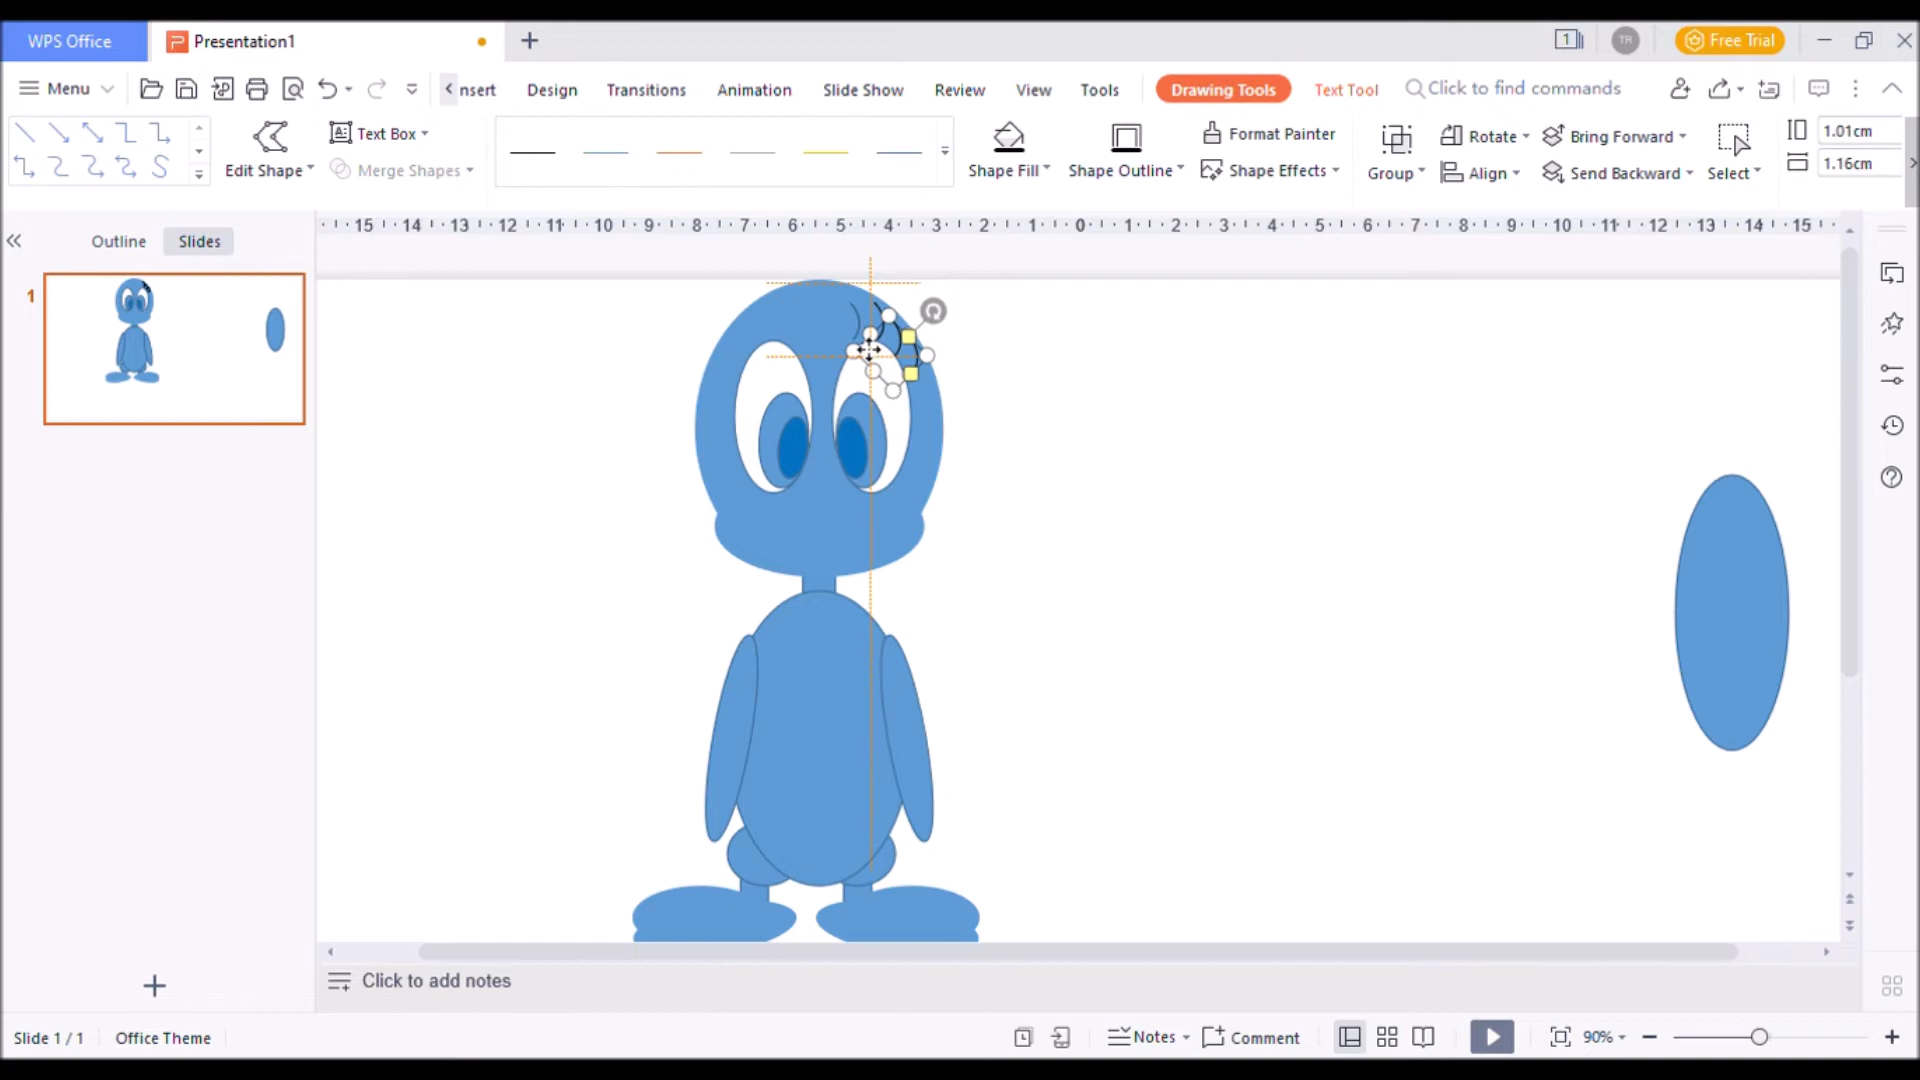 WPS Office Presentation1 1 TR Free Trial
Menu nsert Design Transitions Animation Slide Show Review View Tools Drawing Tools Text Tool Click to find commands
Text Box Format Painter Rotate Bring Forward 1.01cm
Edit Shape Merge Shapes Shape Fill Shape Outline Shape Effects Group Align Send Backward Select 1.16cm
15 14 13 12 11 10 9 8 7 6 5 4 3 2 1 0 1 2 3 4 5 6 7 8 9 10 11 12 13 14 15
Outline Slides
1
Click to add notes
Slide 1 / 1 Office Theme Notes Comment 90%